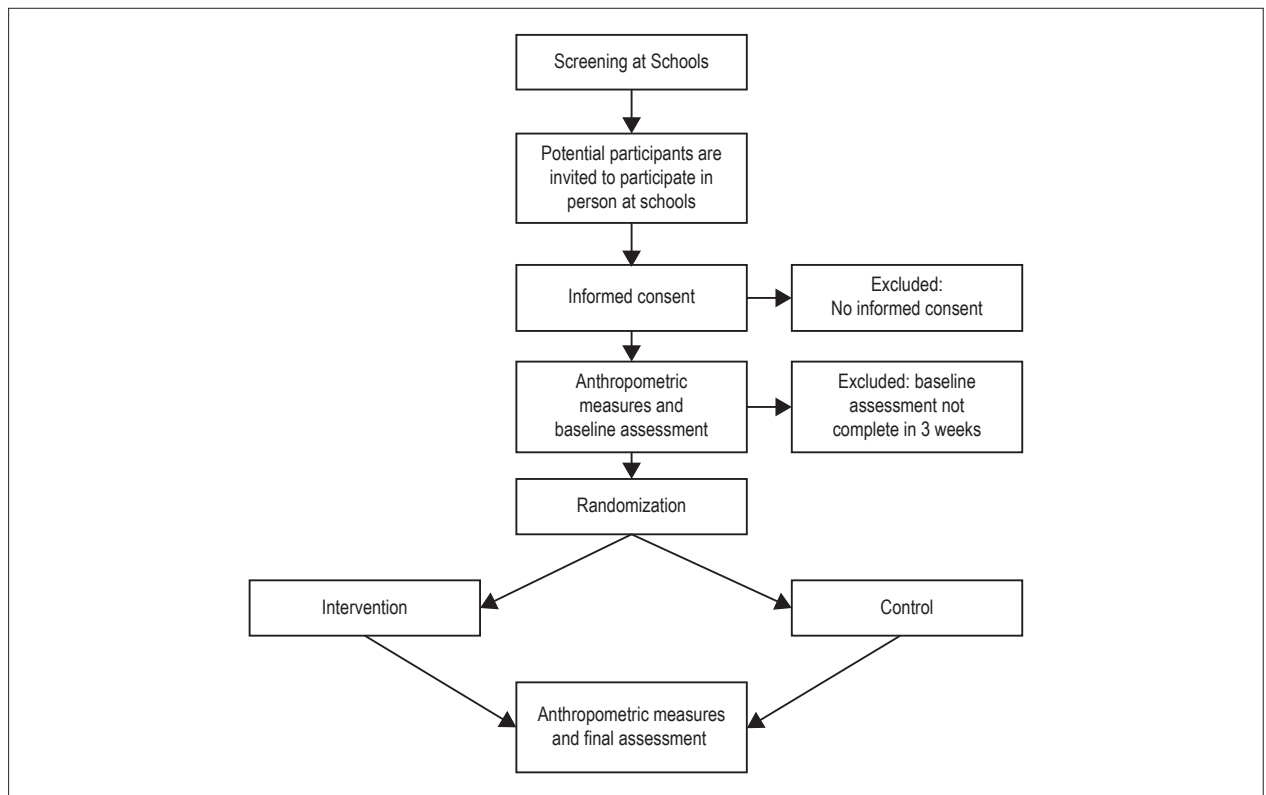 Screening at Schools
Potential participants are
invited to participate in
person at schools
Informed consent
Excluded:
No informed consent
Anthropometric
measures and
baseline assessment
Excluded: baseline
assessment not
complete in 3 weeks
Randomization
Intervention
Control
Anthropometric measures
and final assessment